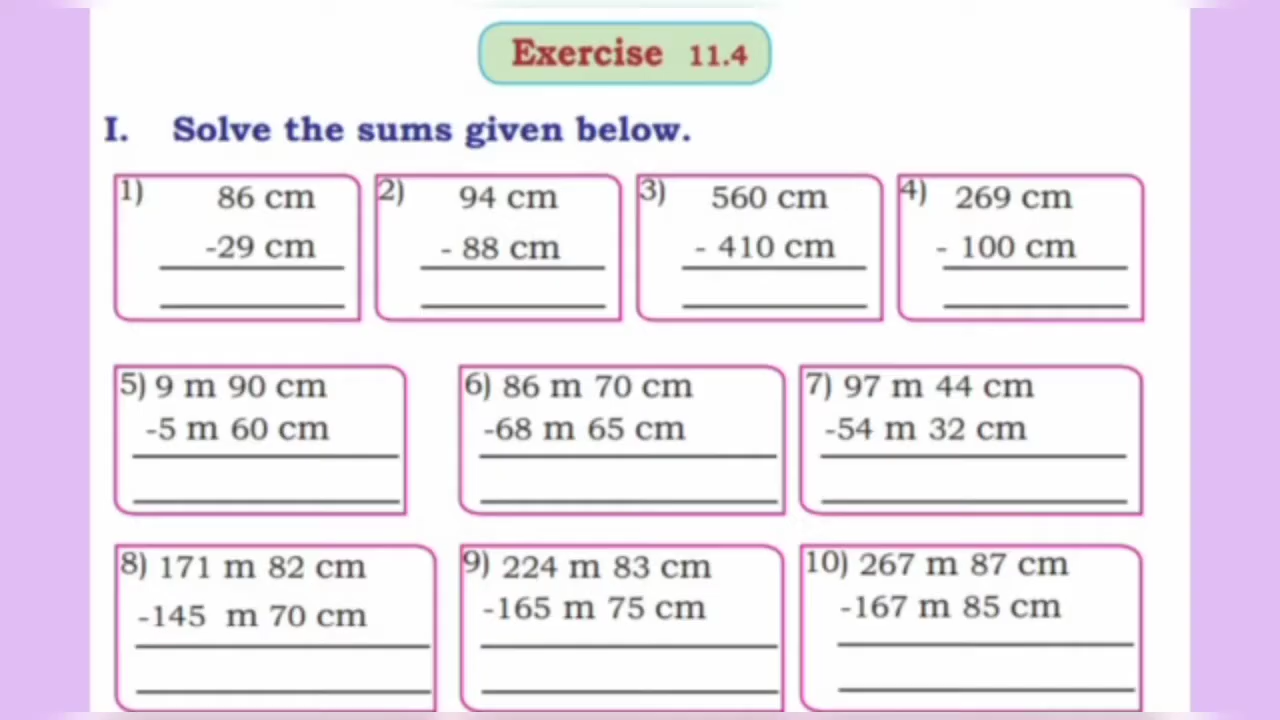 Exercise 11.4
I. Solve the sums given below.
1) 86 cm
-29 cm
2) 94 cm
- 88 cm
3) 560 cm
- 410 cm
4) 269 cm
- 100 cm
5) 9 m 90 cm
-5 m 60 cm
6) 86 m 70 cm
-68 m 65 cm
7) 97 m 44 cm
-54 m 32 cm
8) 171 m 82 cm
-145 m 70 cm
9) 224 m 83 cm
-165 m 75 cm
10) 267 m 87 cm
-167 m 85 cm